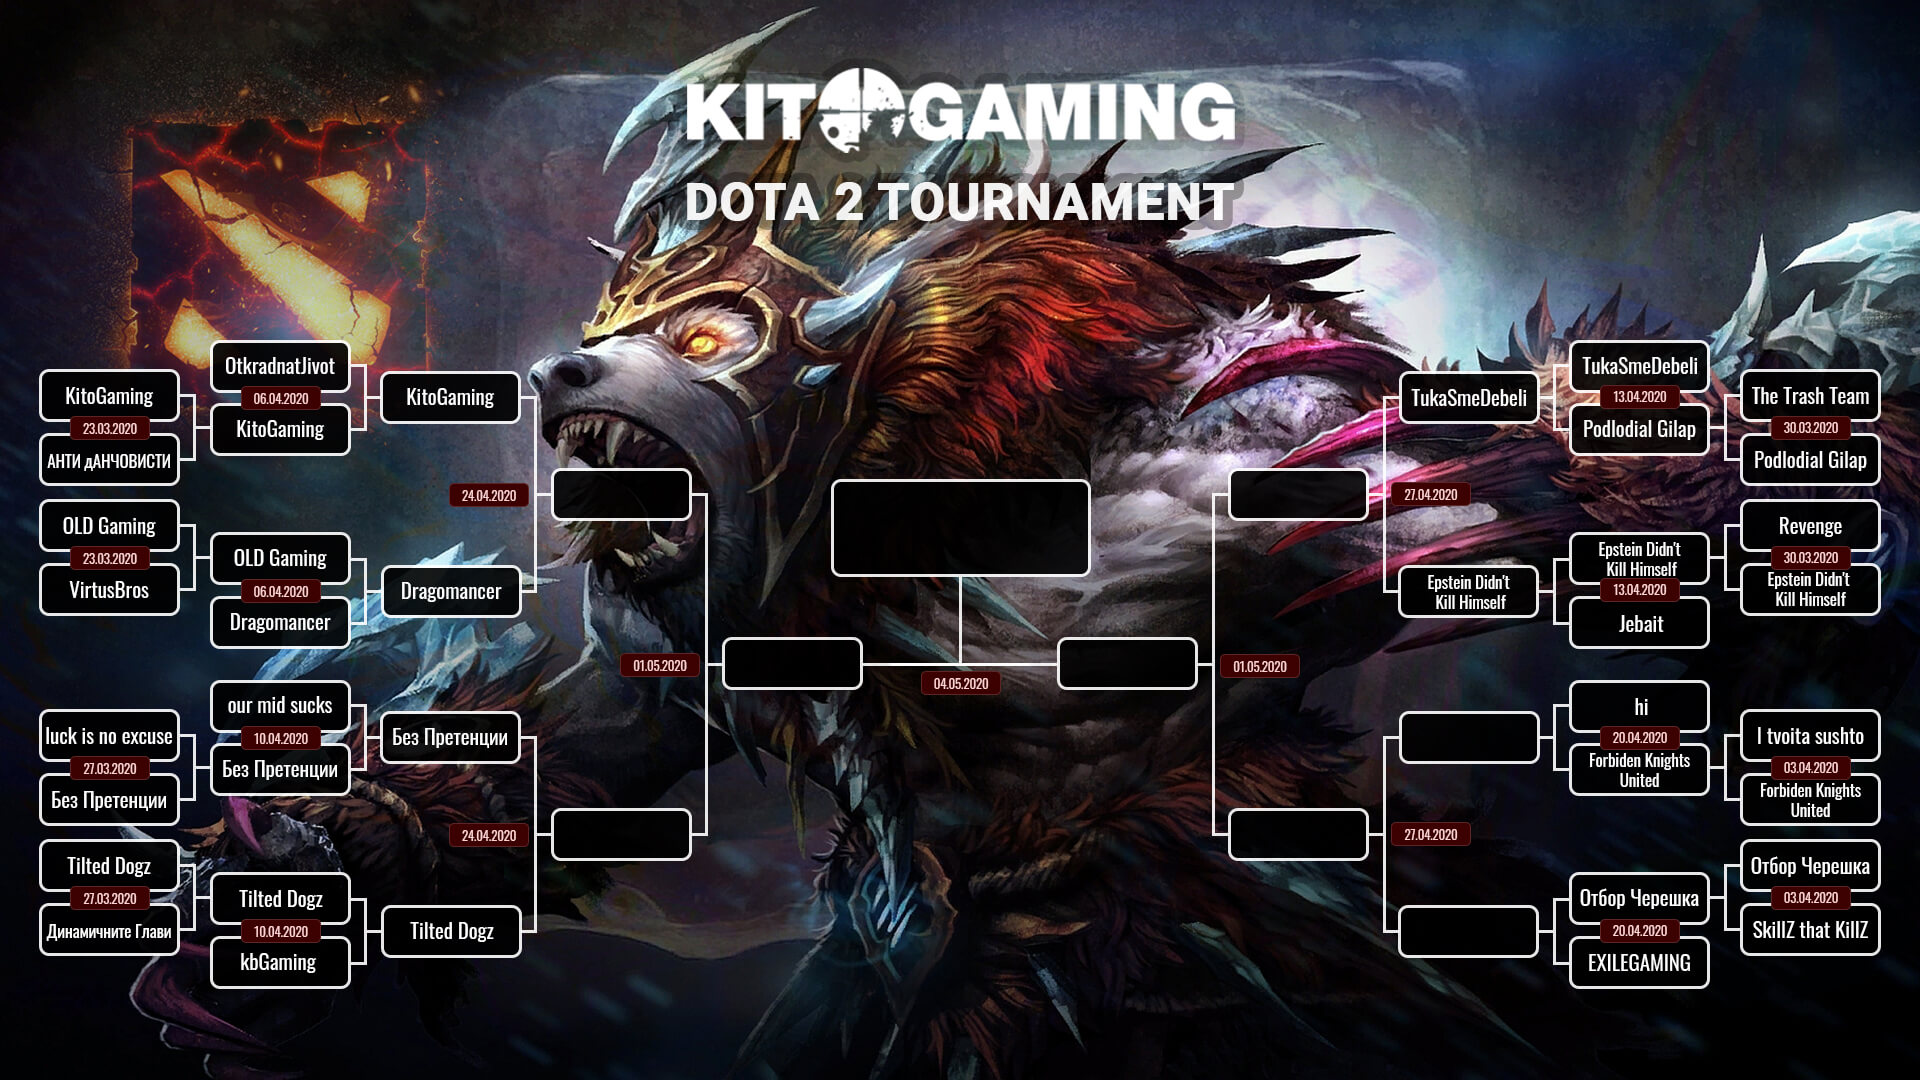 KITOGAMING
DOTA 2 TOURNAMENT
KitoGaming
23.03.2020
АНТИ дАНЧОВИСТИ
OLD Gaming
23.03.2020
VirtusBros
luck is no excuse
27.03.2020
Без Претенции
Tilted Dogz
27.03.2020
Динамичните Глави
OtkradnatJivot
06.04.2020
KitoGaming
OLD Gaming
06.04.2020
Dragomancer
our mid sucks
10.04.2020
Без Претенции
Tilted Dogz
10.04.2020
kbGaming
KitoGaming
24.04.2020
Dragomancer
Без Претенции
24.04.2020
Tilted Dogz
01.05.2020
04.05.2020
01.05.2020
TukaSmeDebeli
27.04.2020
Epstein Didn't
Kill Himself
27.04.2020
TukaSmeDebeli
13.04.2020
Podlodial Gilap
Epstein Didn't
Kill Himself
13.04.2020
Jebait
hi
20.04.2020
Forbiden Knights
United
Отбор Черешка
20.04.2020
EXILEGAMING
The Trash Team
30.03.2020
Podlodial Gilap
Revenge
30.03.2020
Epstein Didn't
Kill Himself
I tvoita sushto
03.04.2020
Forbiden Knights
United
Отбор Черешка
03.04.2020
SkillZ that KillZ